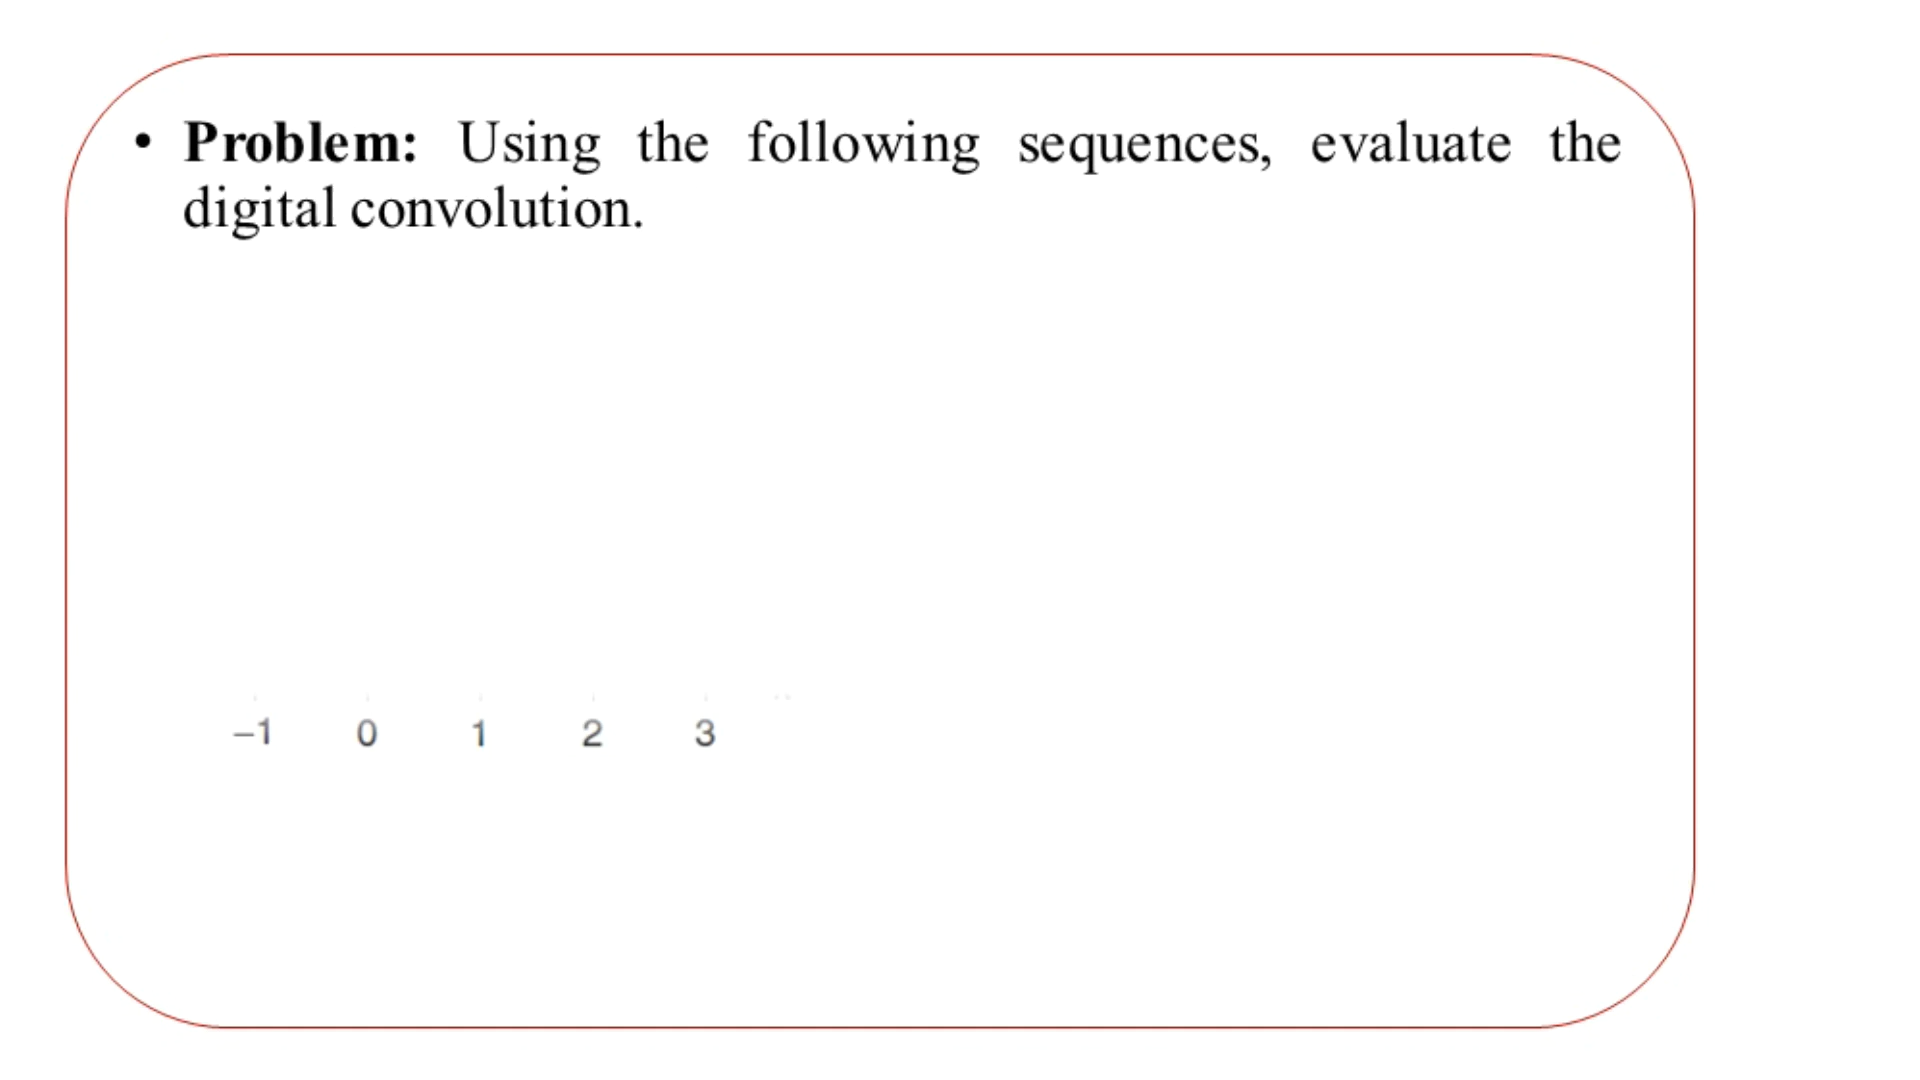 • Problem: Using the following sequences, evaluate the
digital convolution.
–1 0 1 2 3